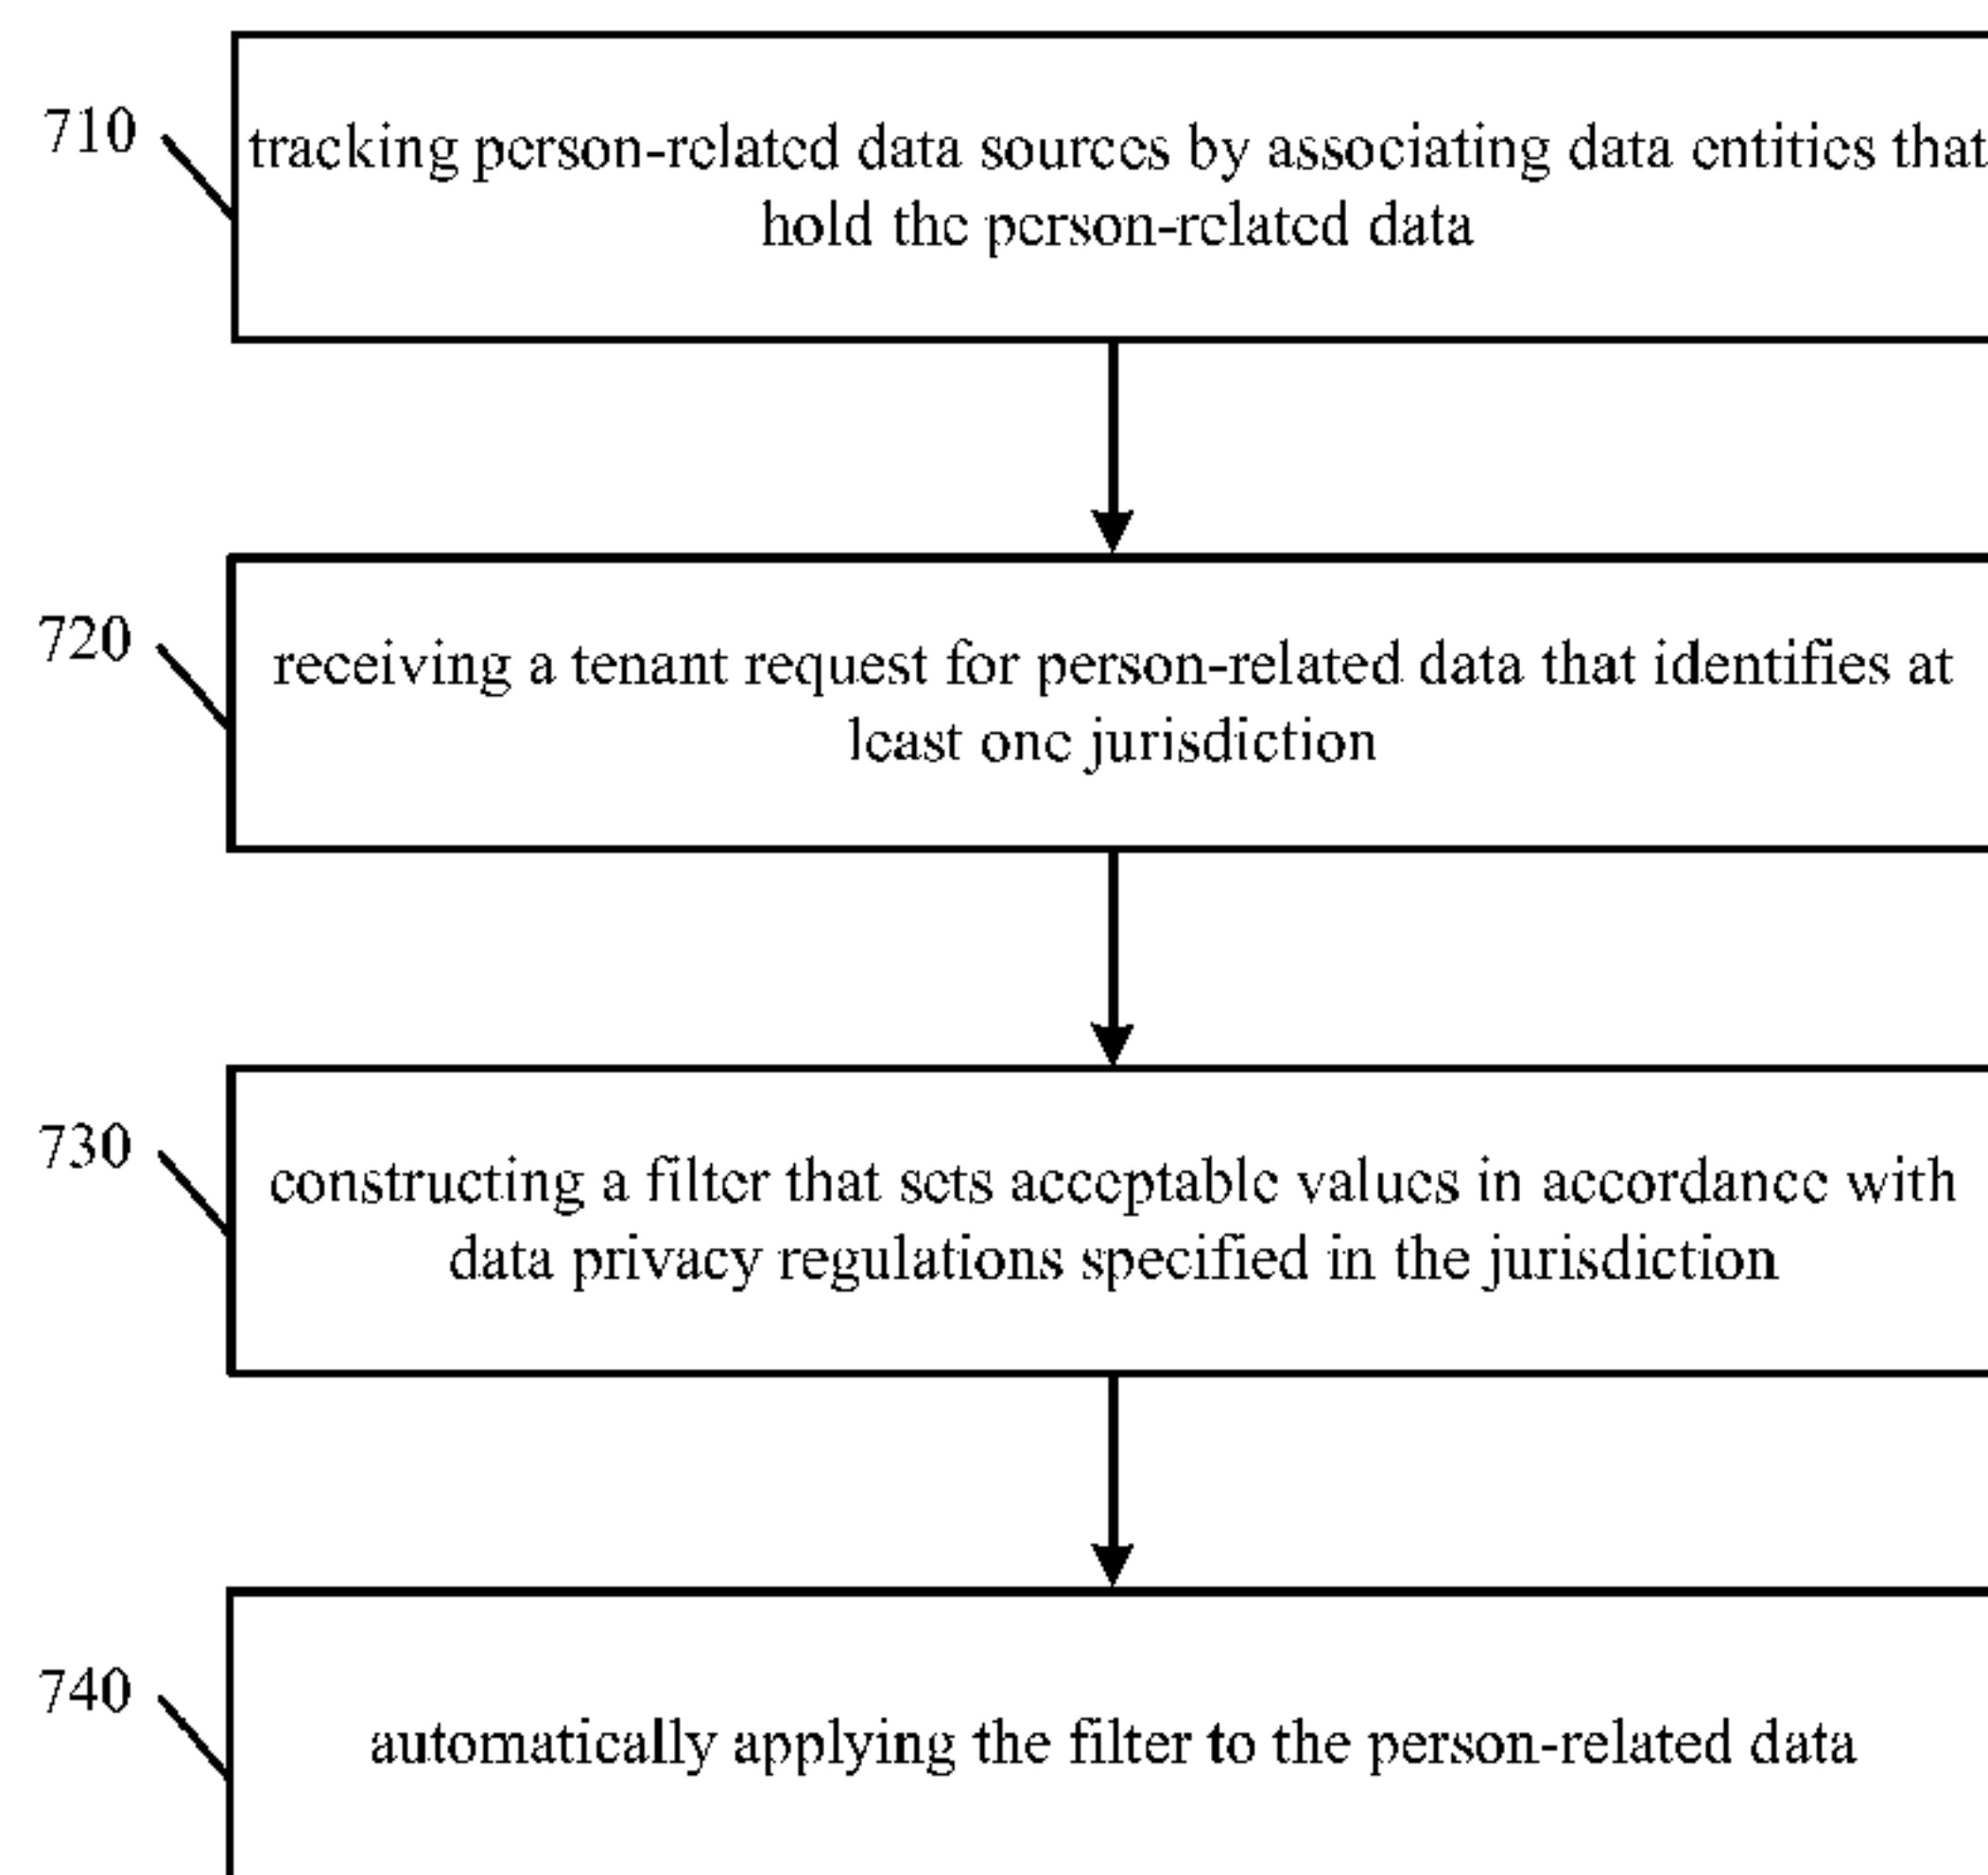 710
tracking person-related data sources by associating data entities that
hold the person-related data
720
receiving a tenant request for person-related data that identifies at
least one jurisdiction
730
constructing a filter that sets acceptable values in accordance with
data privacy regulations specified in the jurisdiction
740
automatically applying the filter to the person-related data